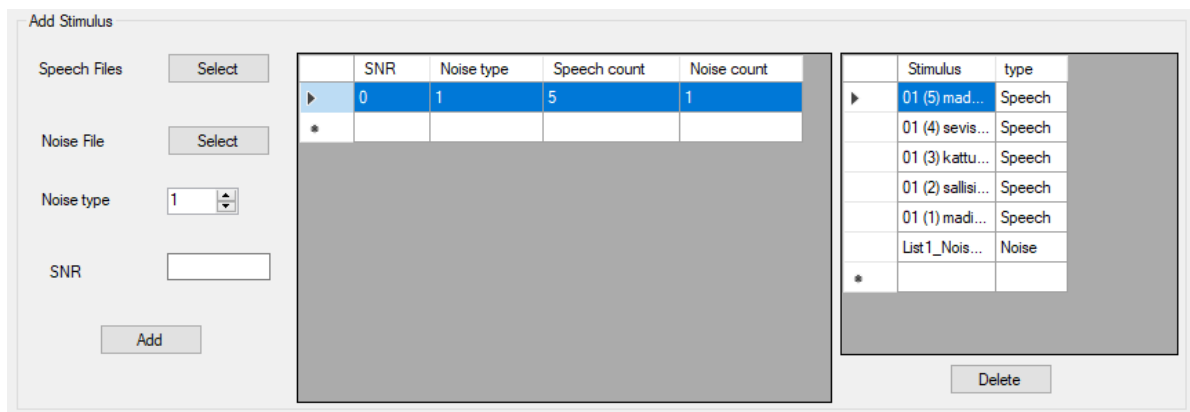 Add Stimulus
Speech Files Select
Noise File Select
Noise type 1
SNR
Add
SNR Noise type Speech count Noise count
0 1 5 1
Stimulus type
01 (5) mad... Speech
01 (4) sevis... Speech
01 (3) kattu... Speech
01 (2) sallisi... Speech
01 (1) madi... Speech
List1_Nois... Noise
Delete